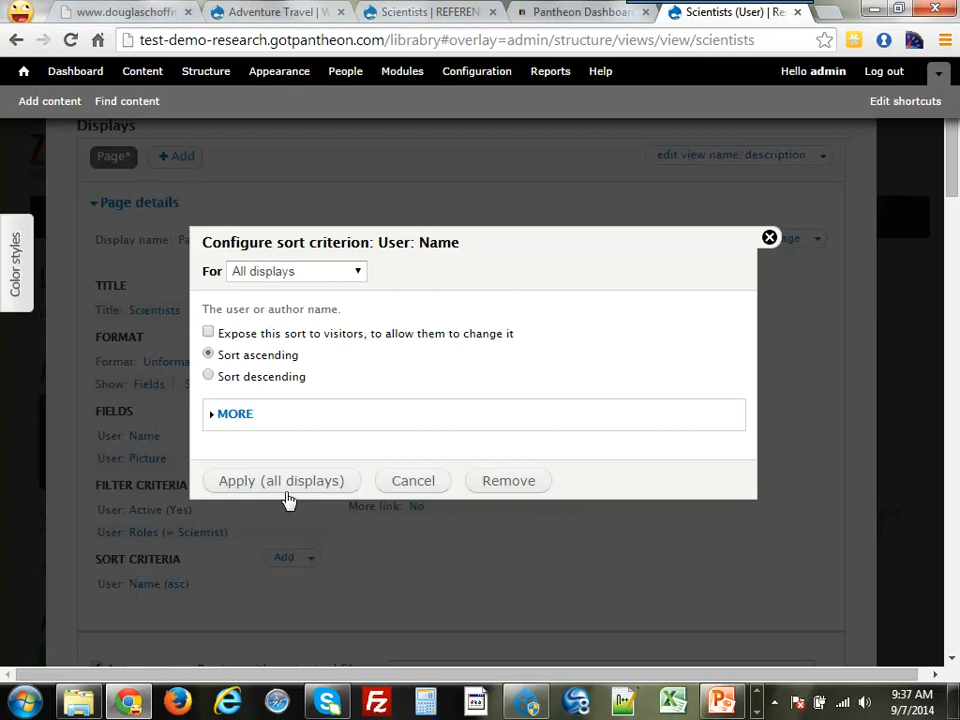 www.douglaschoffn
Adventure Travel | W
Scientists | REFEREN
Pantheon Dashboard
Scientists (User) | Res
test-demo-research.gotpantheon.com/librabry#overlay=admin/structure/views/view/scientists
Dashboard Content Structure Appearance People Modules Configuration Reports Help Hello admin Log out
Add content Find content Edit shortcuts
Displays
Page* + Add edit view name/description
Page details
Display name: Pa
age
Color styles
TITLE
Title: Scientists
FORMAT
Format: Unforma
Show: Fields | S
FIELDS
User: Name
User: Picture
FILTER CRITERIA
User: Active (Yes)
User: Roles (= Scientist)
SORT CRITERIA Add
User: Name (asc)
More link: No
Configure sort criterion: User: Name
For All displays
The user or author name.
Expose this sort to visitors, to allow them to change it
Sort ascending
Sort descending
MORE
Apply (all displays) Cancel Remove
9:37 AM
9/7/2014